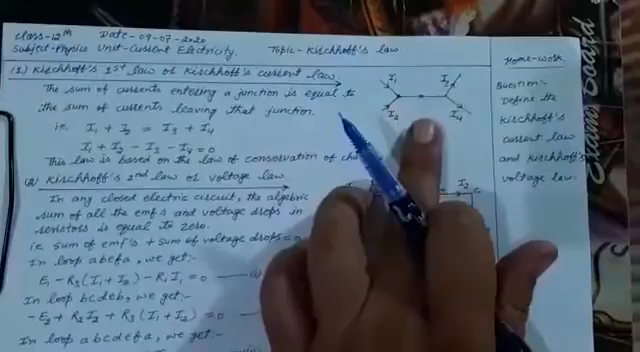 class-12th Date-09-07-2020
Subject-Physics Unit-Current Electricity. Topic-Kirchhoff's law.
(1) Kirchhoff's 1st law of Kirchhoff's current law.
The sum of currents entering a junction is equal to
the sum of currents leaving that junction.
i.e. I1 + I2 = I3 + I4
I1 + I2 - I3 - I4 = 0
This law is based on the law of conservation of
(2) Kirchhoff's 2nd law of voltage law.
In any closed electric circuit, the algebric
sum of all the emf's and voltage drops in
resistors is equal to zero.
i.e. sum of emf's + sum of voltage drops = 0
In loop abefa, we get:-
E1 - R3(I1 + I2) - R1I1 = 0 (i)
In loop bcdeb, we get:-
-E2 + R2I2 + R3(I1 + I2) = 0
In loop abcdefa, we get:-
I1
I3
I2
I4
I2
c
Home-work
Question:-
Define the
Kirchhoff's
current law
and Kirchhoff's
voltage law.
Exam Board